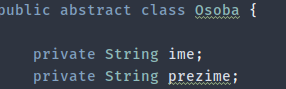 public abstract class Osoba {
private String ime;
private String prezime;